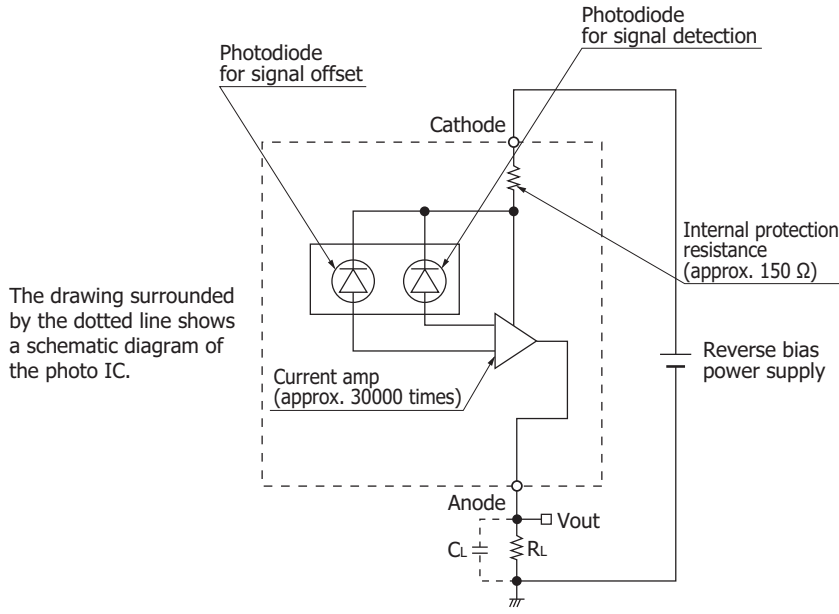 Photodiode
for signal offset
Photodiode
for signal detection
Cathode
Internal protection
resistance
(approx. 150 Ω)
The drawing surrounded
by the dotted line shows
a schematic diagram of
the photo IC.
Current amp
(approx. 30000 times)
Reverse bias
power supply
Anode
Vout
CL
RL